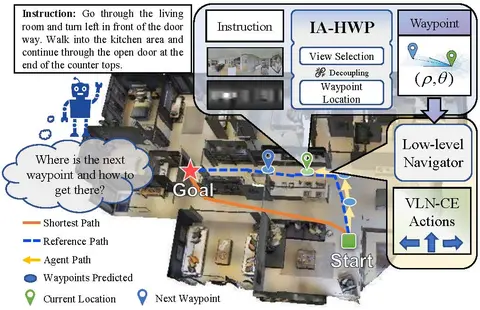 Instruction: Go through the living
room and turn left in front of the door
way. Walk into the kitchen area and
continue through the open door at the
end of the counter tops.
Instruction
IA-HWP
View Selection
Decoupling
Waypoint
Location
Waypoint
(ρ,θ)
Where is the next
waypoint and how to
get there?
Low-level
Navigator
VLN-CE
Actions
Goal
Start
Shortest Path
Reference Path
Agent Path
Waypoints Predicted
Current Location
Next Waypoint